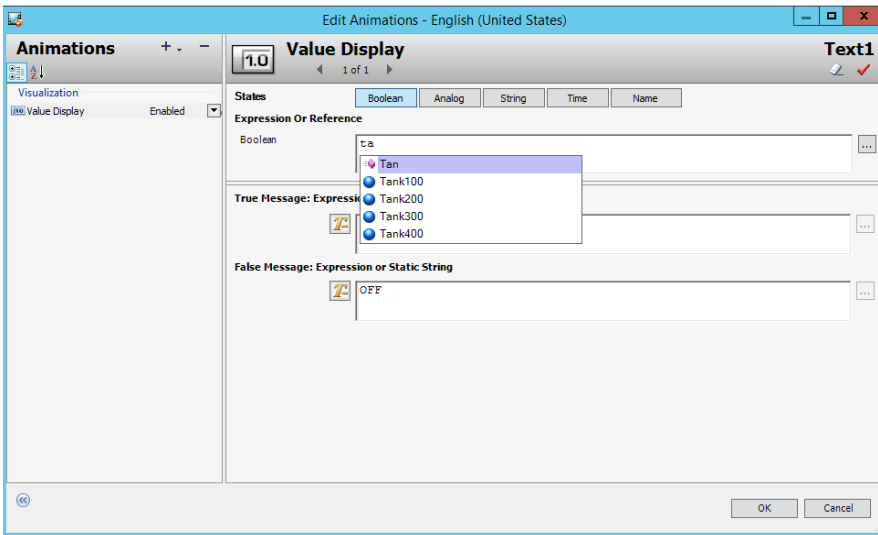 Edit Animations - English (United States)
Animations
Visualization
Value Display Enabled
1.0
Value Display
1 of 1
Text1
States
Boolean Analog String Time Name
Expression Or Reference
Boolean
ta
...
Tan
Tank100
Tank200
Tank300
Tank400
True Message: Expressi
T
...
False Message: Expression or Static String
T
OFF
...
OK Cancel